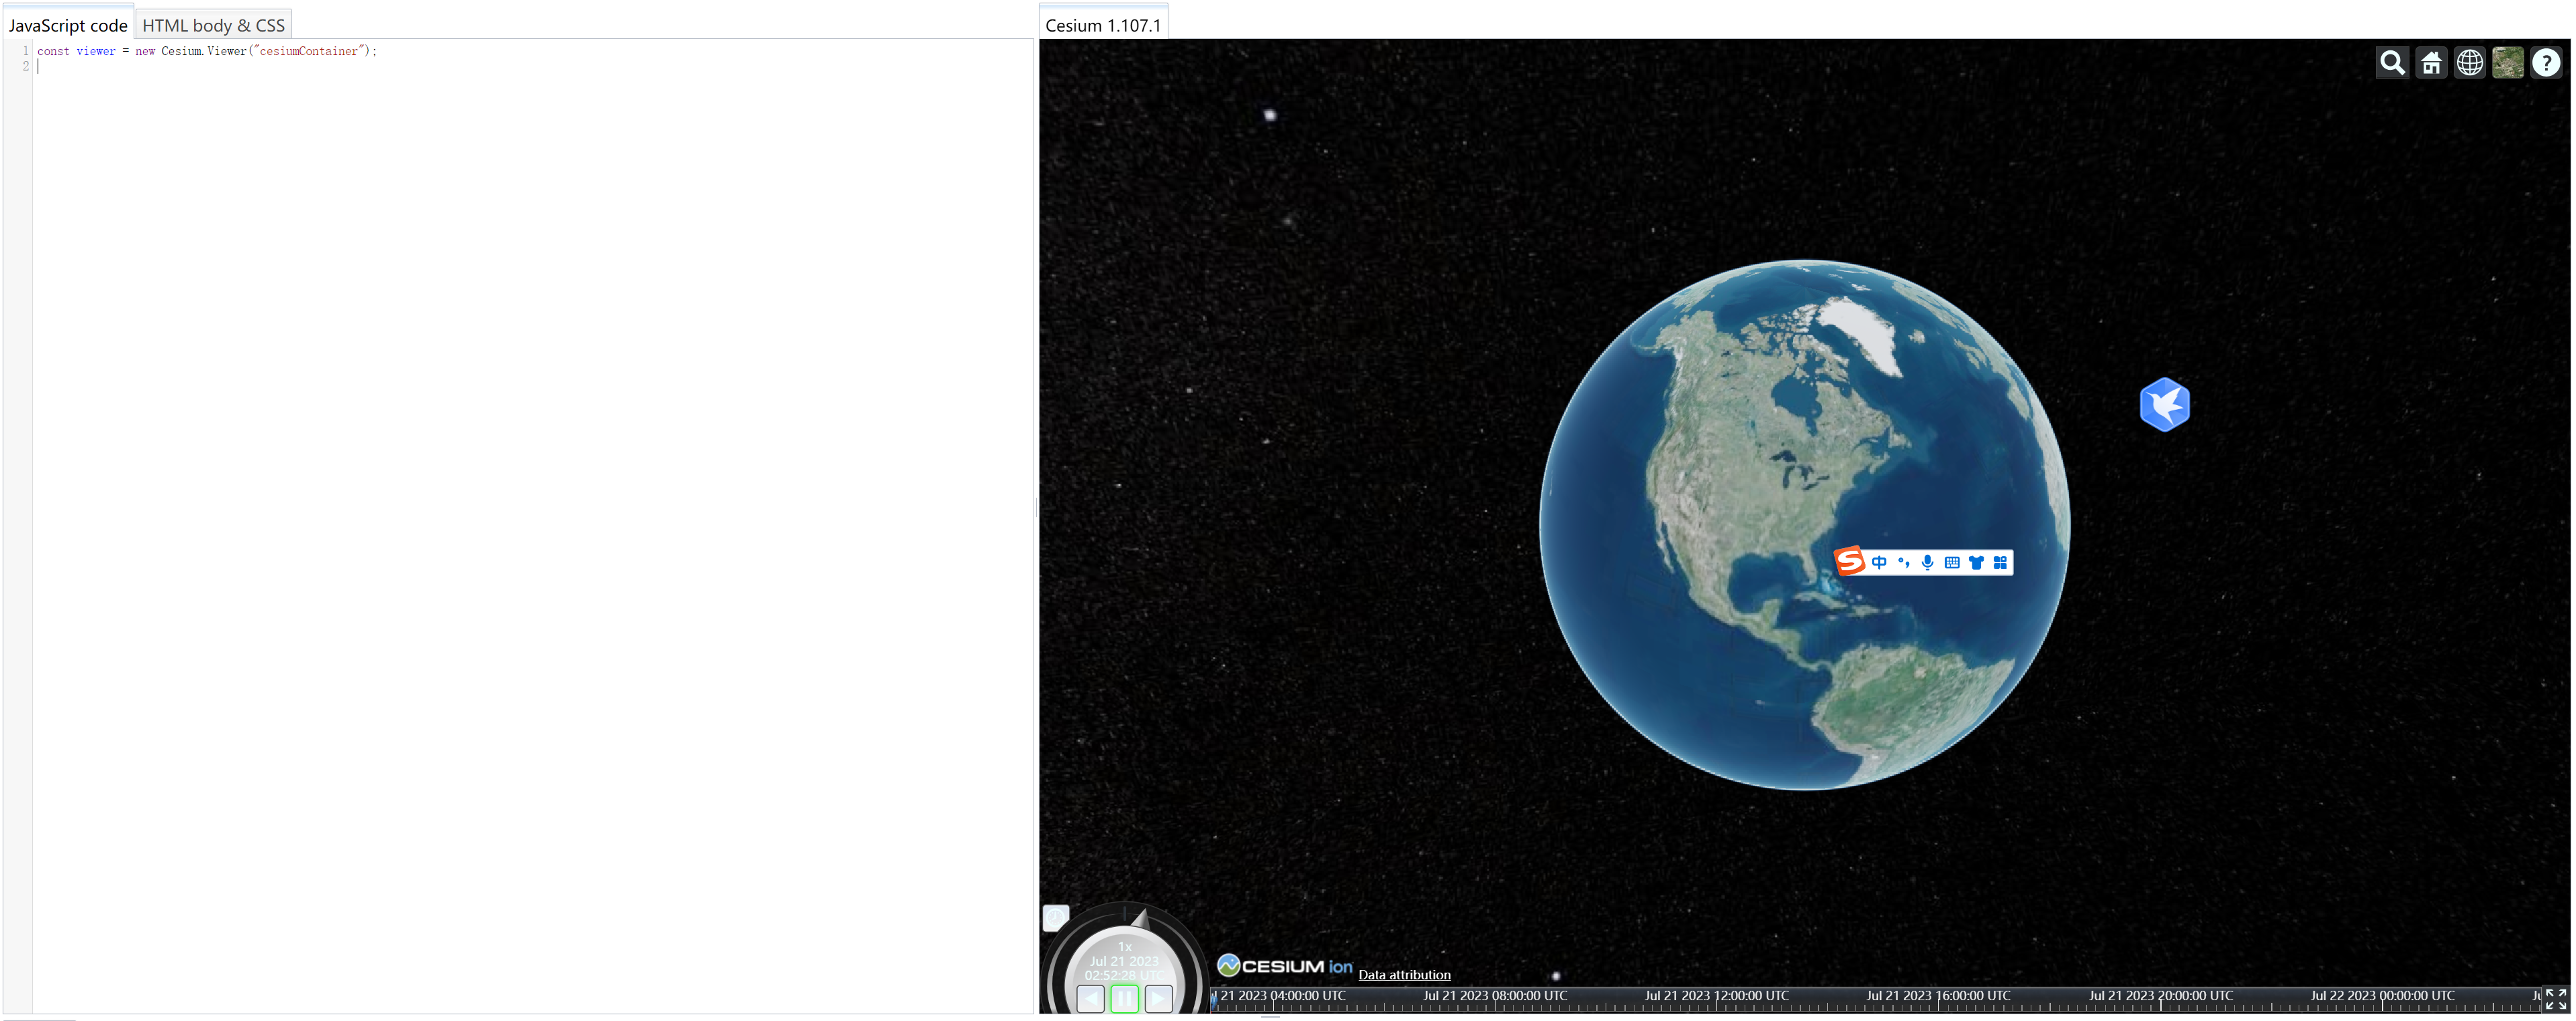 JavaScript code
HTML body & CSS
1 const viewer = new Cesium.Viewer("cesiumContainer");
2
Cesium 1.107.1
?
S 中
1x
Jul 21 2023
02:52:28 UTC
CESIUM ion
Data attribution
l 21 2023 04:00:00 UTC
Jul 21 2023 08:00:00 UTC
Jul 21 2023 12:00:00 UTC
Jul 21 2023 16:00:00 UTC
Jul 21 2023 20:00:00 UTC
Jul 22 2023 00:00:00 UTC